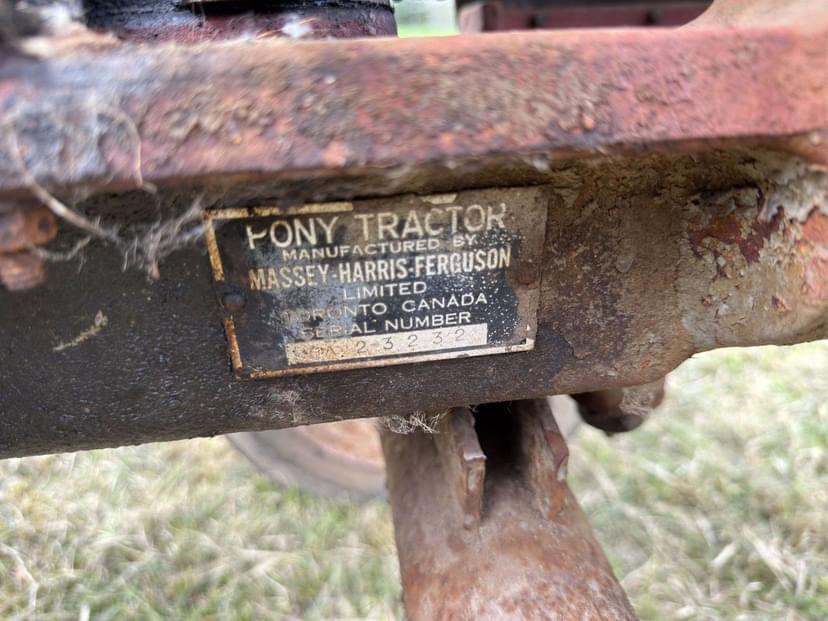 PONY TRACTOR
MANUFACTURED BY
MASSEY-HARRIS-FERGUSON
LIMITED
TORONTO CANADA
SERIAL NUMBER
23232